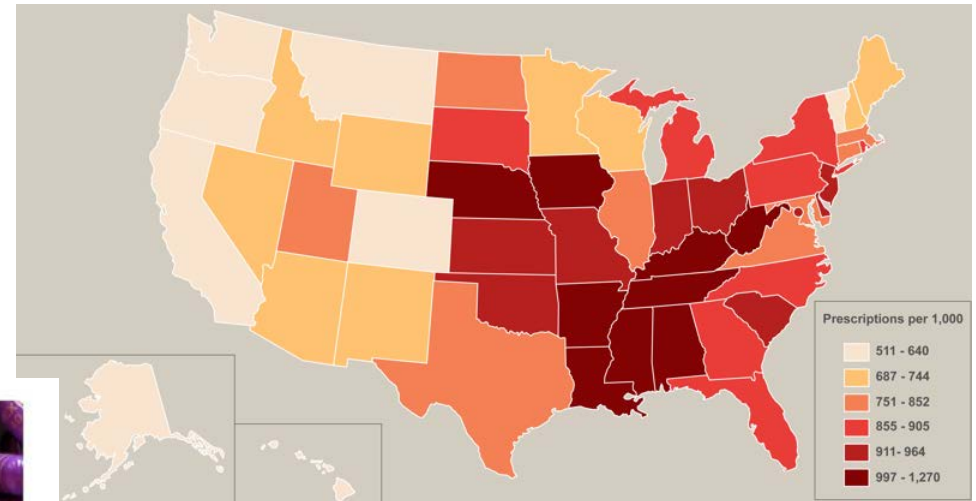 Prescriptions per 1,000
511 - 640
687 - 744
751 - 852
855 - 905
911- 964
997 - 1,270